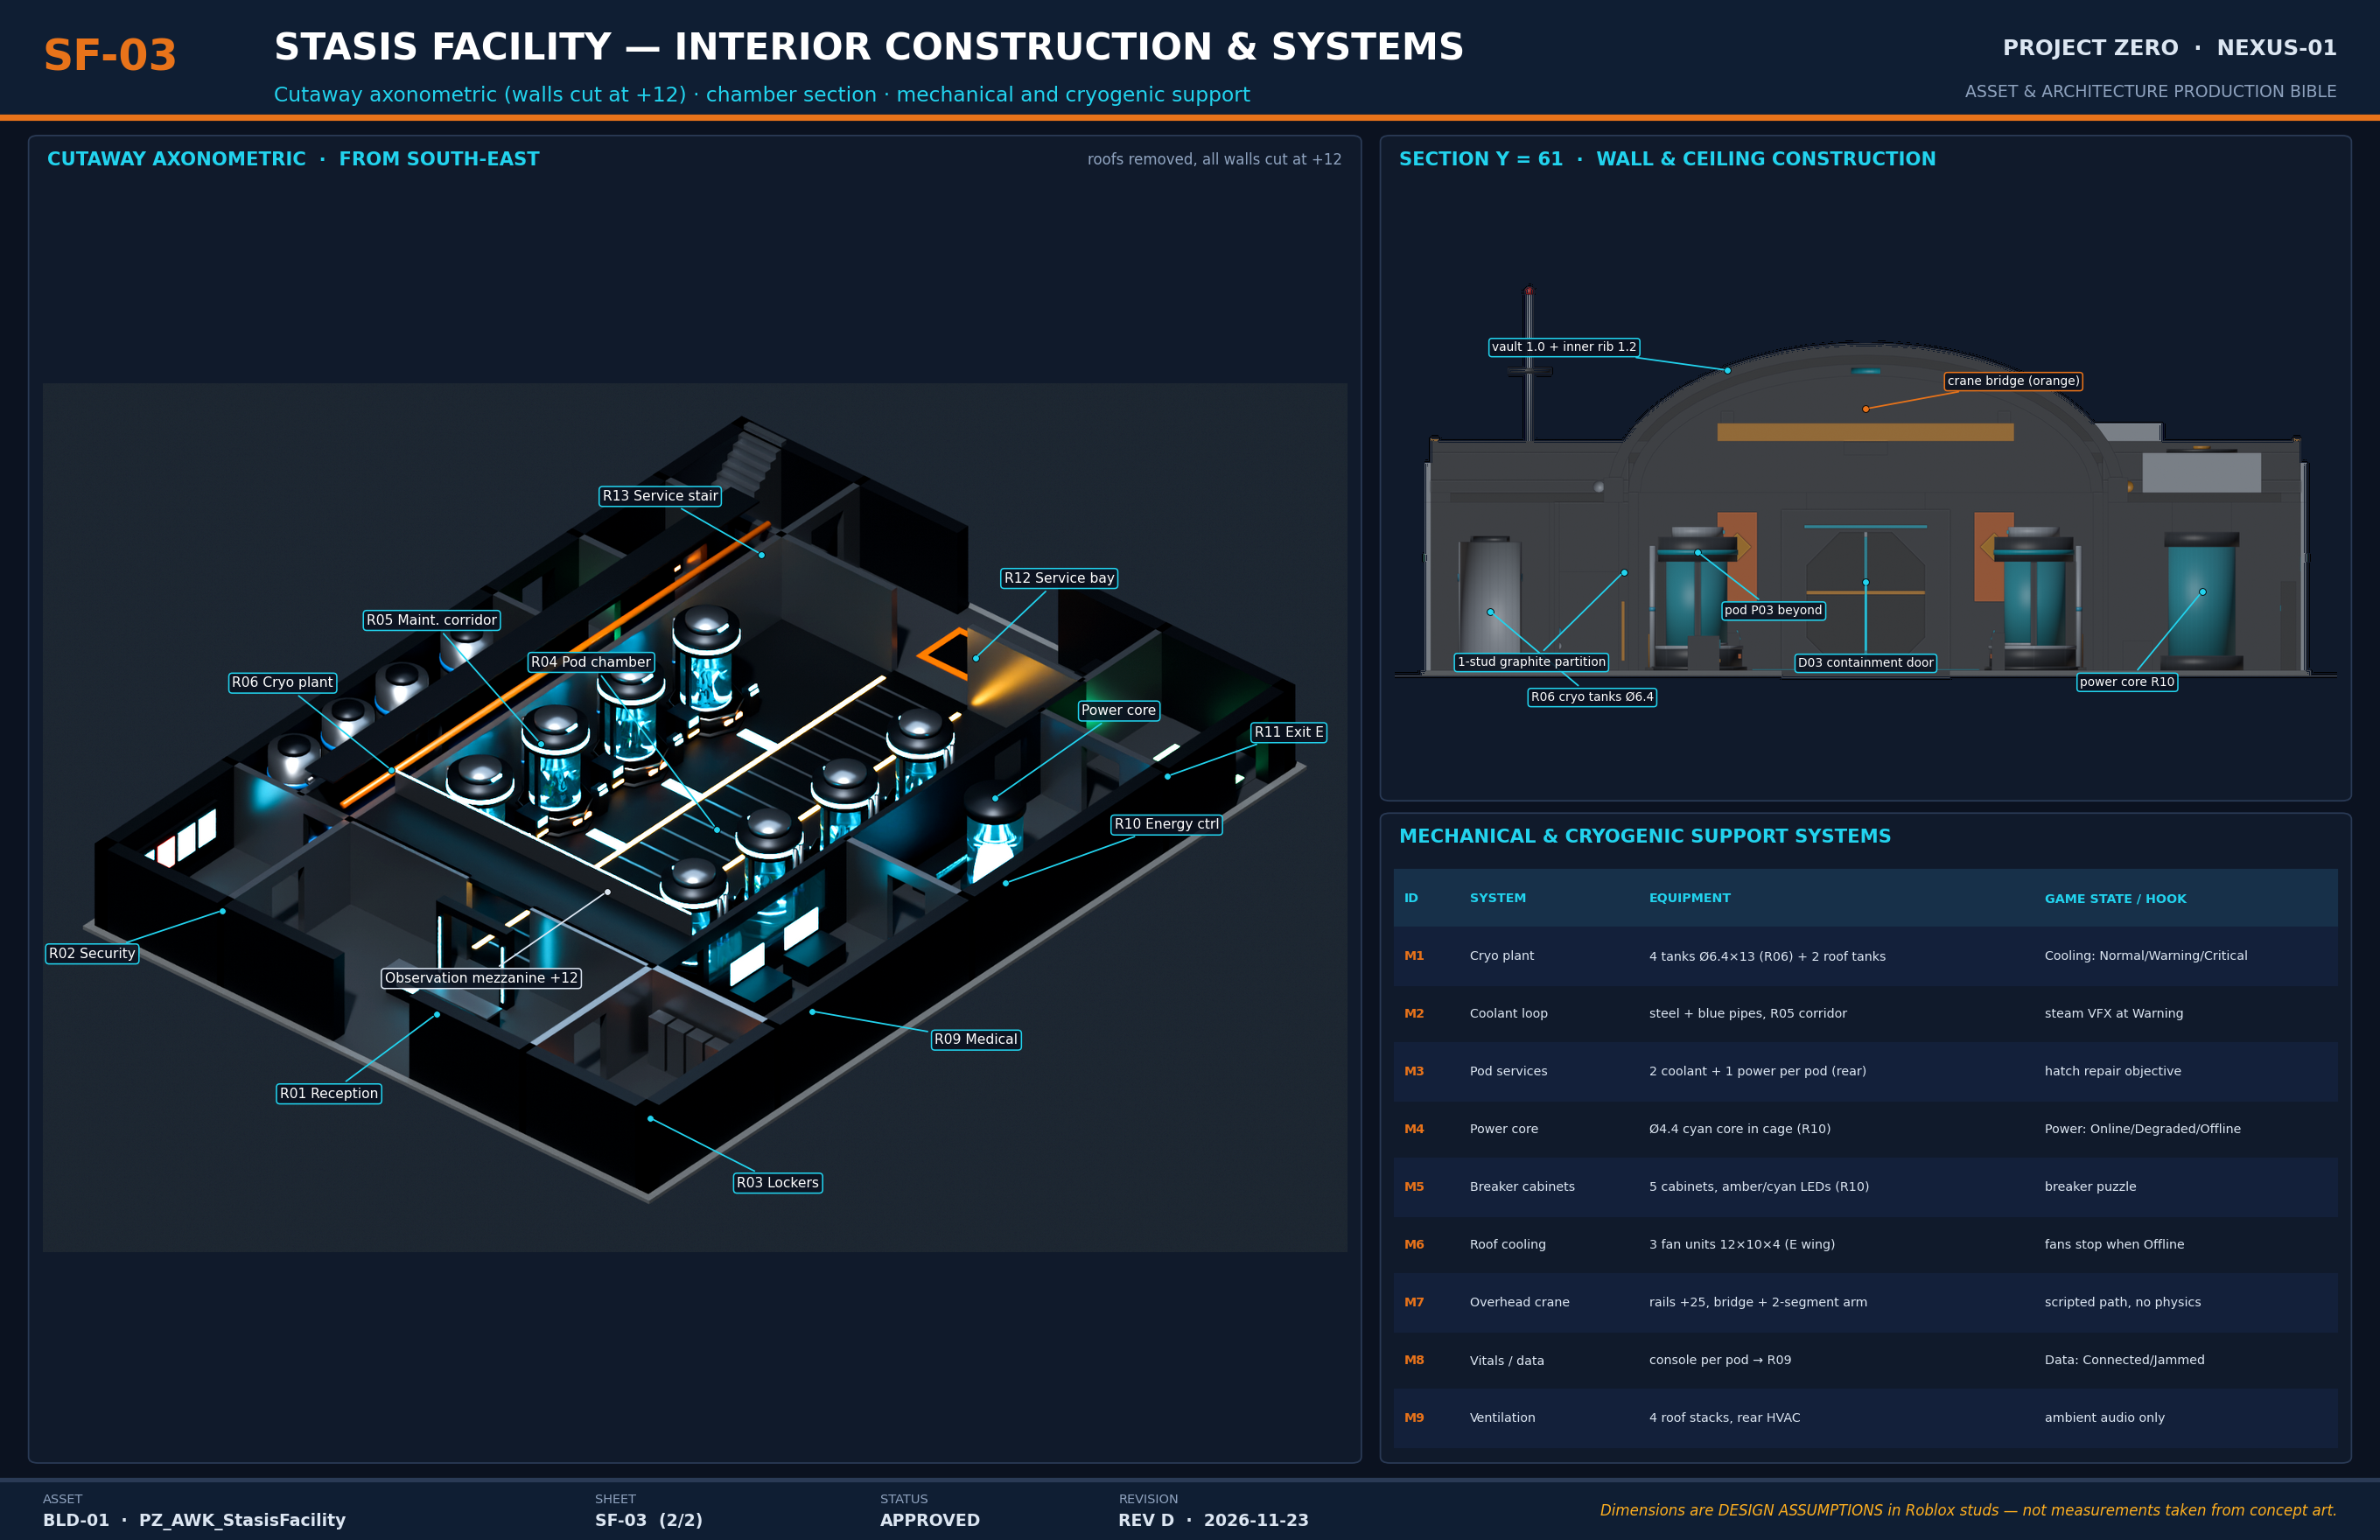 SF-03
STASIS FACILITY — INTERIOR CONSTRUCTION & SYSTEMS
Cutaway axonometric (walls cut at +12) · chamber section · mechanical and cryogenic support
PROJECT ZERO · NEXUS-01
ASSET & ARCHITECTURE PRODUCTION BIBLE
CUTAWAY AXONOMETRIC · FROM SOUTH-EAST
roofs removed, all walls cut at +12
R13 Service stair
R12 Service bay
R05 Maint. corridor
R04 Pod chamber
R06 Cryo plant
Power core
R11 Exit E
R10 Energy ctrl
R02 Security
Observation mezzanine +12
R09 Medical
R01 Reception
R03 Lockers
SECTION Y = 61 · WALL & CEILING CONSTRUCTION
vault 1.0 + inner rib 1.2
crane bridge (orange)
pod P03 beyond
1-stud graphite partition
D03 containment door
power core R10
R06 cryo tanks Ø6.4
MECHANICAL & CRYOGENIC SUPPORT SYSTEMS
ID SYSTEM EQUIPMENT GAME STATE / HOOK
M1 Cryo plant 4 tanks Ø6.4×13 (R06) + 2 roof tanks Cooling: Normal/Warning/Critical
M2 Coolant loop steel + blue pipes, R05 corridor steam VFX at Warning
M3 Pod services 2 coolant + 1 power per pod (rear) hatch repair objective
M4 Power core Ø4.4 cyan core in cage (R10) Power: Online/Degraded/Offline
M5 Breaker cabinets 5 cabinets, amber/cyan LEDs (R10) breaker puzzle
M6 Roof cooling 3 fan units 12×10×4 (E wing) fans stop when Offline
M7 Overhead crane rails +25, bridge + 2-segment arm scripted path, no physics
M8 Vitals / data console per pod → R09 Data: Connected/Jammed
M9 Ventilation 4 roof stacks, rear HVAC ambient audio only
ASSET
BLD-01 · PZ_AWK_StasisFacility
SHEET
SF-03 (2/2)
STATUS
APPROVED
REVISION
REV D · 2026-11-23
Dimensions are DESIGN ASSUMPTIONS in Roblox studs — not measurements taken from concept art.